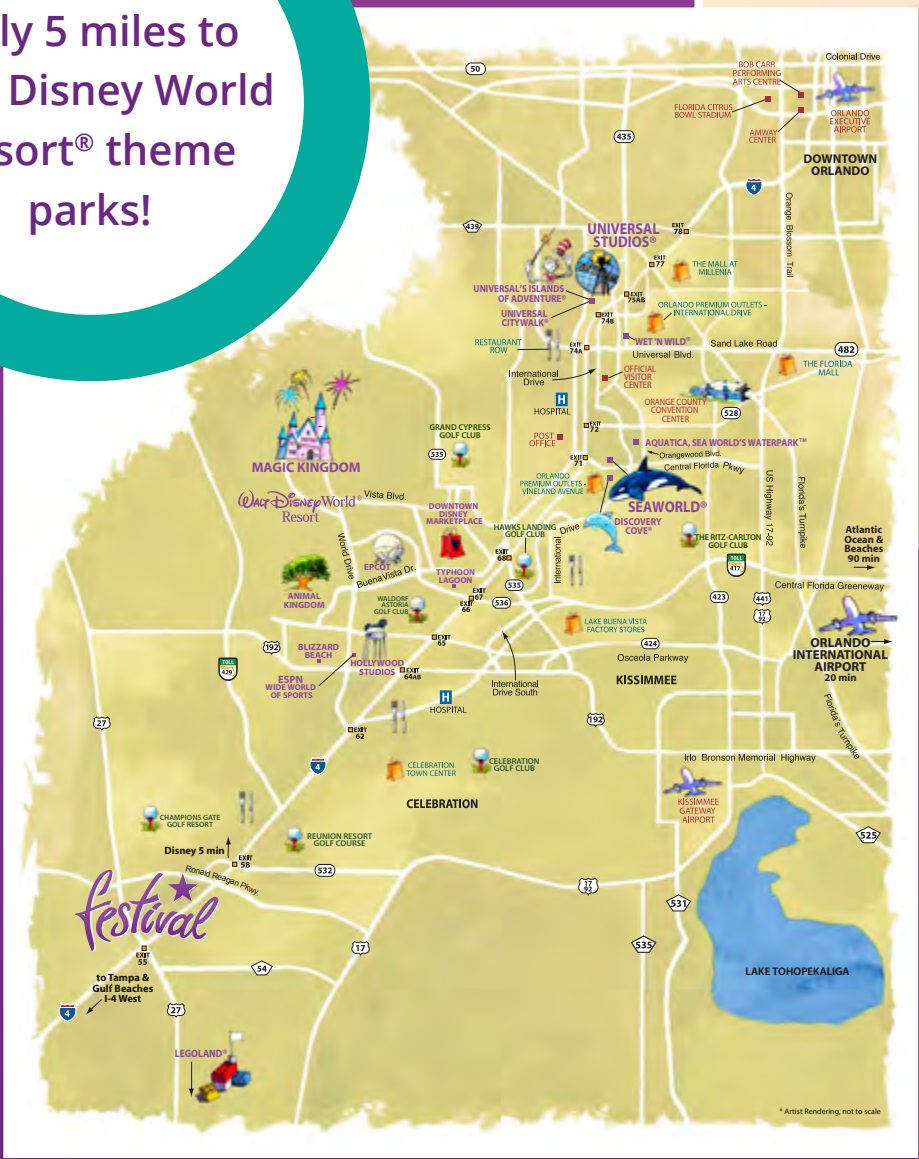 ly 5 miles to
Disney World
sort® theme
parks!
Colonial Drive
50
BOB CARR
PERFORMING
ARTS CENTRE
FLORIDA CITRUS
BOWL STADIUM
AMWAY
CENTER
ORLANDO
EXECUTIVE
AIRPORT
435
DOWNTOWN
ORLANDO
4
Orange Blossom Trail
439
UNIVERSAL
STUDIOS®
EXIT
78
EXIT
77
THE MALL AT
MILLENIA
UNIVERSAL'S ISLANDS
OF ADVENTURE®
EXIT
75AB
UNIVERSAL
CITYWALK®
EXIT
74B
ORLANDO PREMIUM OUTLETS -
INTERNATIONAL DRIVE
RESTAURANT
ROW
EXIT
74A
WET 'N WILD®
Universal Blvd.
Sand Lake Road
482
THE FLORIDA
MALL
International
Drive
OFFICIAL
VISITOR
CENTER
H
HOSPITAL
ORANGE COUNTY
CONVENTION
CENTER
528
GRAND CYPRESS
GOLF CLUB
535
EXIT
72
POST
OFFICE
AQUATICA, SEA WORLD'S WATERPARK™
Orangewood Blvd.
Central Florida Pkwy
EXIT
71
MAGIC KINGDOM
WALT DISNEY World®
Resort
Vista Blvd.
ORLANDO
PREMIUM OUTLETS -
VINELAND AVENUE
SEAWORLD®
DISCOVERY
COVE®
US Highway 17-92
Florida's Turnpike
DOWNTOWN
DISNEY
MARKETPLACE
HAWKS LANDING
GOLF CLUB
International
Drive
THE RITZ-CARLTON
GOLF CLUB
Atlantic
Ocean &
Beaches
90 min
World Drive
EPCOT
Buena Vista Dr.
TYPHOON
LAGOON
EXIT
68
535
TOLL
417
ANIMAL
KINGDOM
WALDORF
ASTORIA
GOLF CLUB
EXIT
67
EXIT
66
536
Central Florida Greeneway
423
441
17
92
LAKE BUENA VISTA
FACTORY STORES
ORLANDO
INTERNATIONAL
AIRPORT
20 min
192
BLIZZARD
BEACH
HOLLYWOOD
STUDIOS
EXIT
65
424
Osceola Parkway
TOLL
429
ESPN
WIDE WORLD
OF SPORTS
EXIT
64AB
International
Drive South
KISSIMMEE
H
HOSPITAL
Florida's Turnpike
27
EXIT
62
192
4
CELEBRATION
TOWN CENTER
CELEBRATION
GOLF CLUB
Irlo Bronson Memorial Highway
CELEBRATION
KISSIMMEE
GATEWAY
AIRPORT
CHAMPIONS GATE
GOLF RESORT
REUNION RESORT
GOLF COURSE
525
Disney 5 min
EXIT
58
532
Ronald Reagan Pkwy.
17
92
festival
531
535
17
EXIT
55
54
LAKE TOHOPEKALIGA
to Tampa &
Gulf Beaches
I-4 West
4
27
LEGOLAND®
* Artist Rendering, not to scale